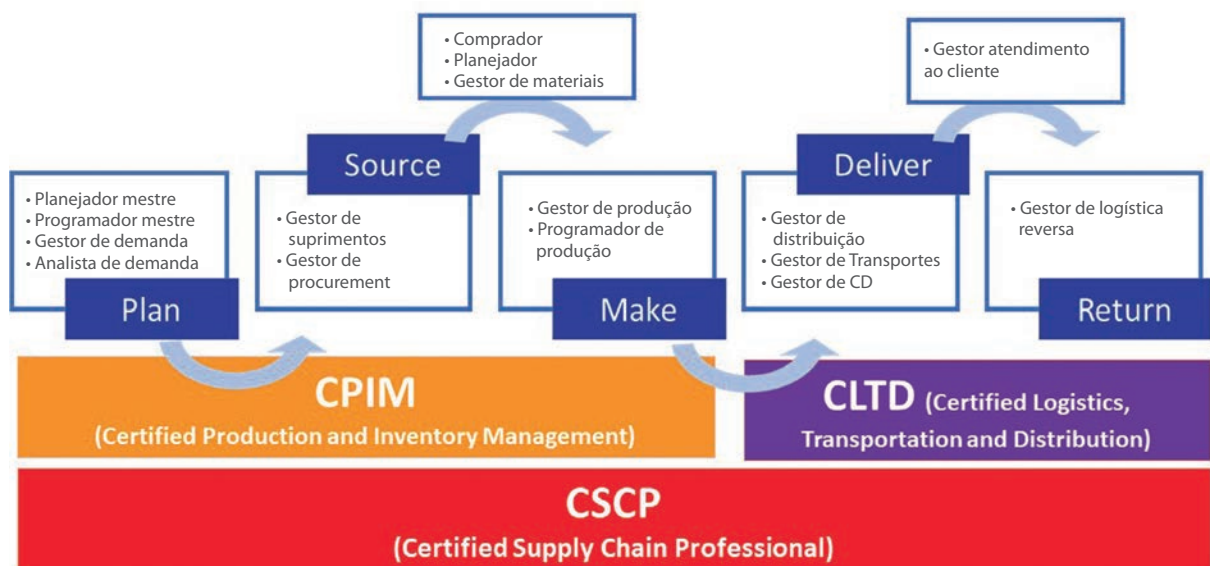 • Comprador
• Planejador
• Gestor de materiais
• Gestor atendimento
ao cliente
Source
Deliver
• Planejador mestre
• Programador mestre
• Gestor de demanda
• Analista de demanda
• Gestor de
suprimentos
• Gestor de
procurement
• Gestor de produção
• Programador de
produção
• Gestor de
distribuição
• Gestor de Transportes
• Gestor de CD
• Gestor de logística
reversa
Plan
Make
Return
CPIM
(Certified Production and Inventory Management)
CLTD (Certified Logistics,
Transportation and Distribution)
CSCP
(Certified Supply Chain Professional)